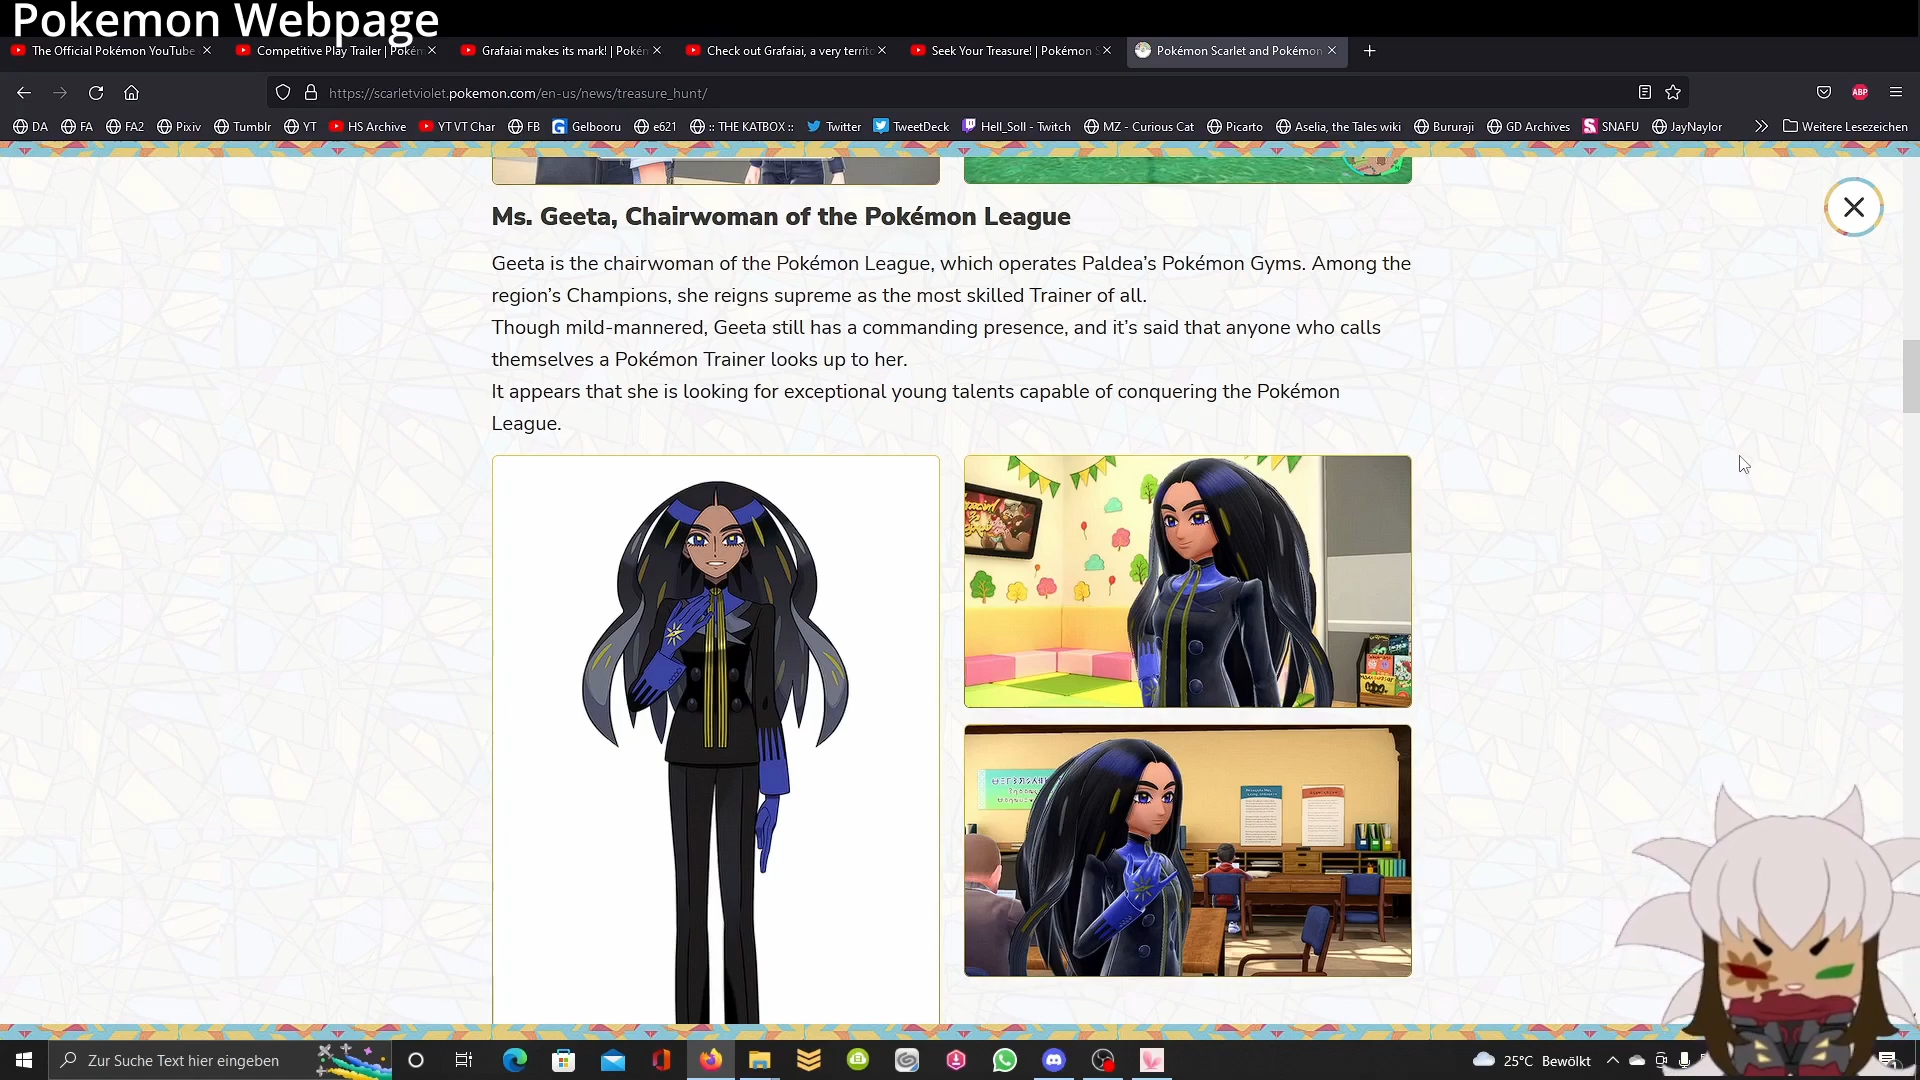 Pokemon Webpage
The Official Pokémon YouTube
Competitive Play Trailer | Pokém
Grafaiai makes its mark! | Pokén
Check out Grafaiai, a very territo
Seek Your Treasure! | Pokémon S
Pokémon Scarlet and Pokémon
https://scarletviolet.pokemon.com/en-us/news/treasure_hunt/
ABP
DA
FA
FA2
Pixiv
Tumblr
YT
HS Archive
YT VT Char
FB
Gelbooru
e621
:: THE KATBOX ::
Twitter
TweetDeck
Hell_Soll - Twitch
MZ - Curious Cat
Picarto
Aselia, the Tales wiki
Bururaji
GD Archives
SNAFU
JayNaylor
Weitere Lesezeichen
Ms. Geeta, Chairwoman of the Pokémon League
Geeta is the chairwoman of the Pokémon League, which operates Paldea’s Pokémon Gyms. Among the
region’s Champions, she reigns supreme as the most skilled Trainer of all.
Though mild-mannered, Geeta still has a commanding presence, and it’s said that anyone who calls
themselves a Pokémon Trainer looks up to her.
It appears that she is looking for exceptional young talents capable of conquering the Pokémon
League.
Zur Suche Text hier eingeben
25°C Bewölkt